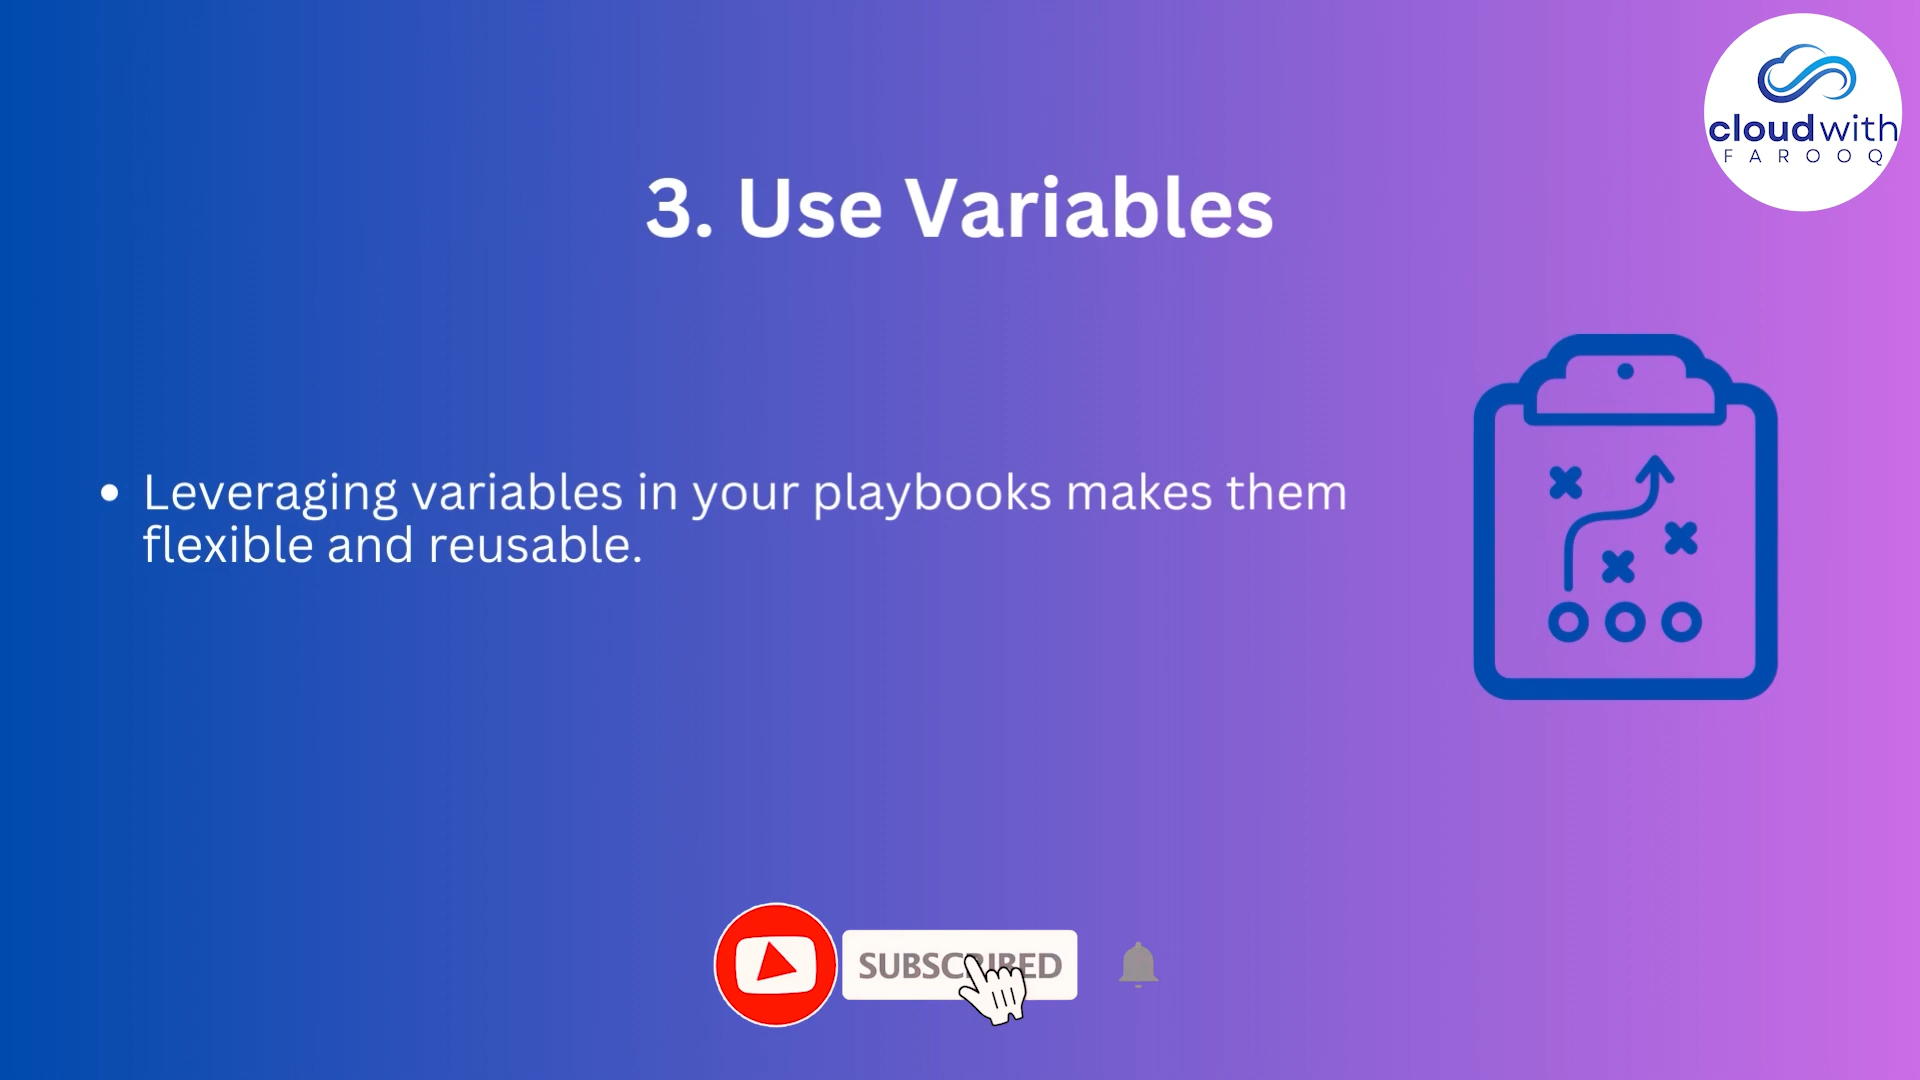 cloud with
FAROOQ
3. Use Variables
• Leveraging variables in your playbooks makes them
flexible and reusable.
SUBSCRIBED